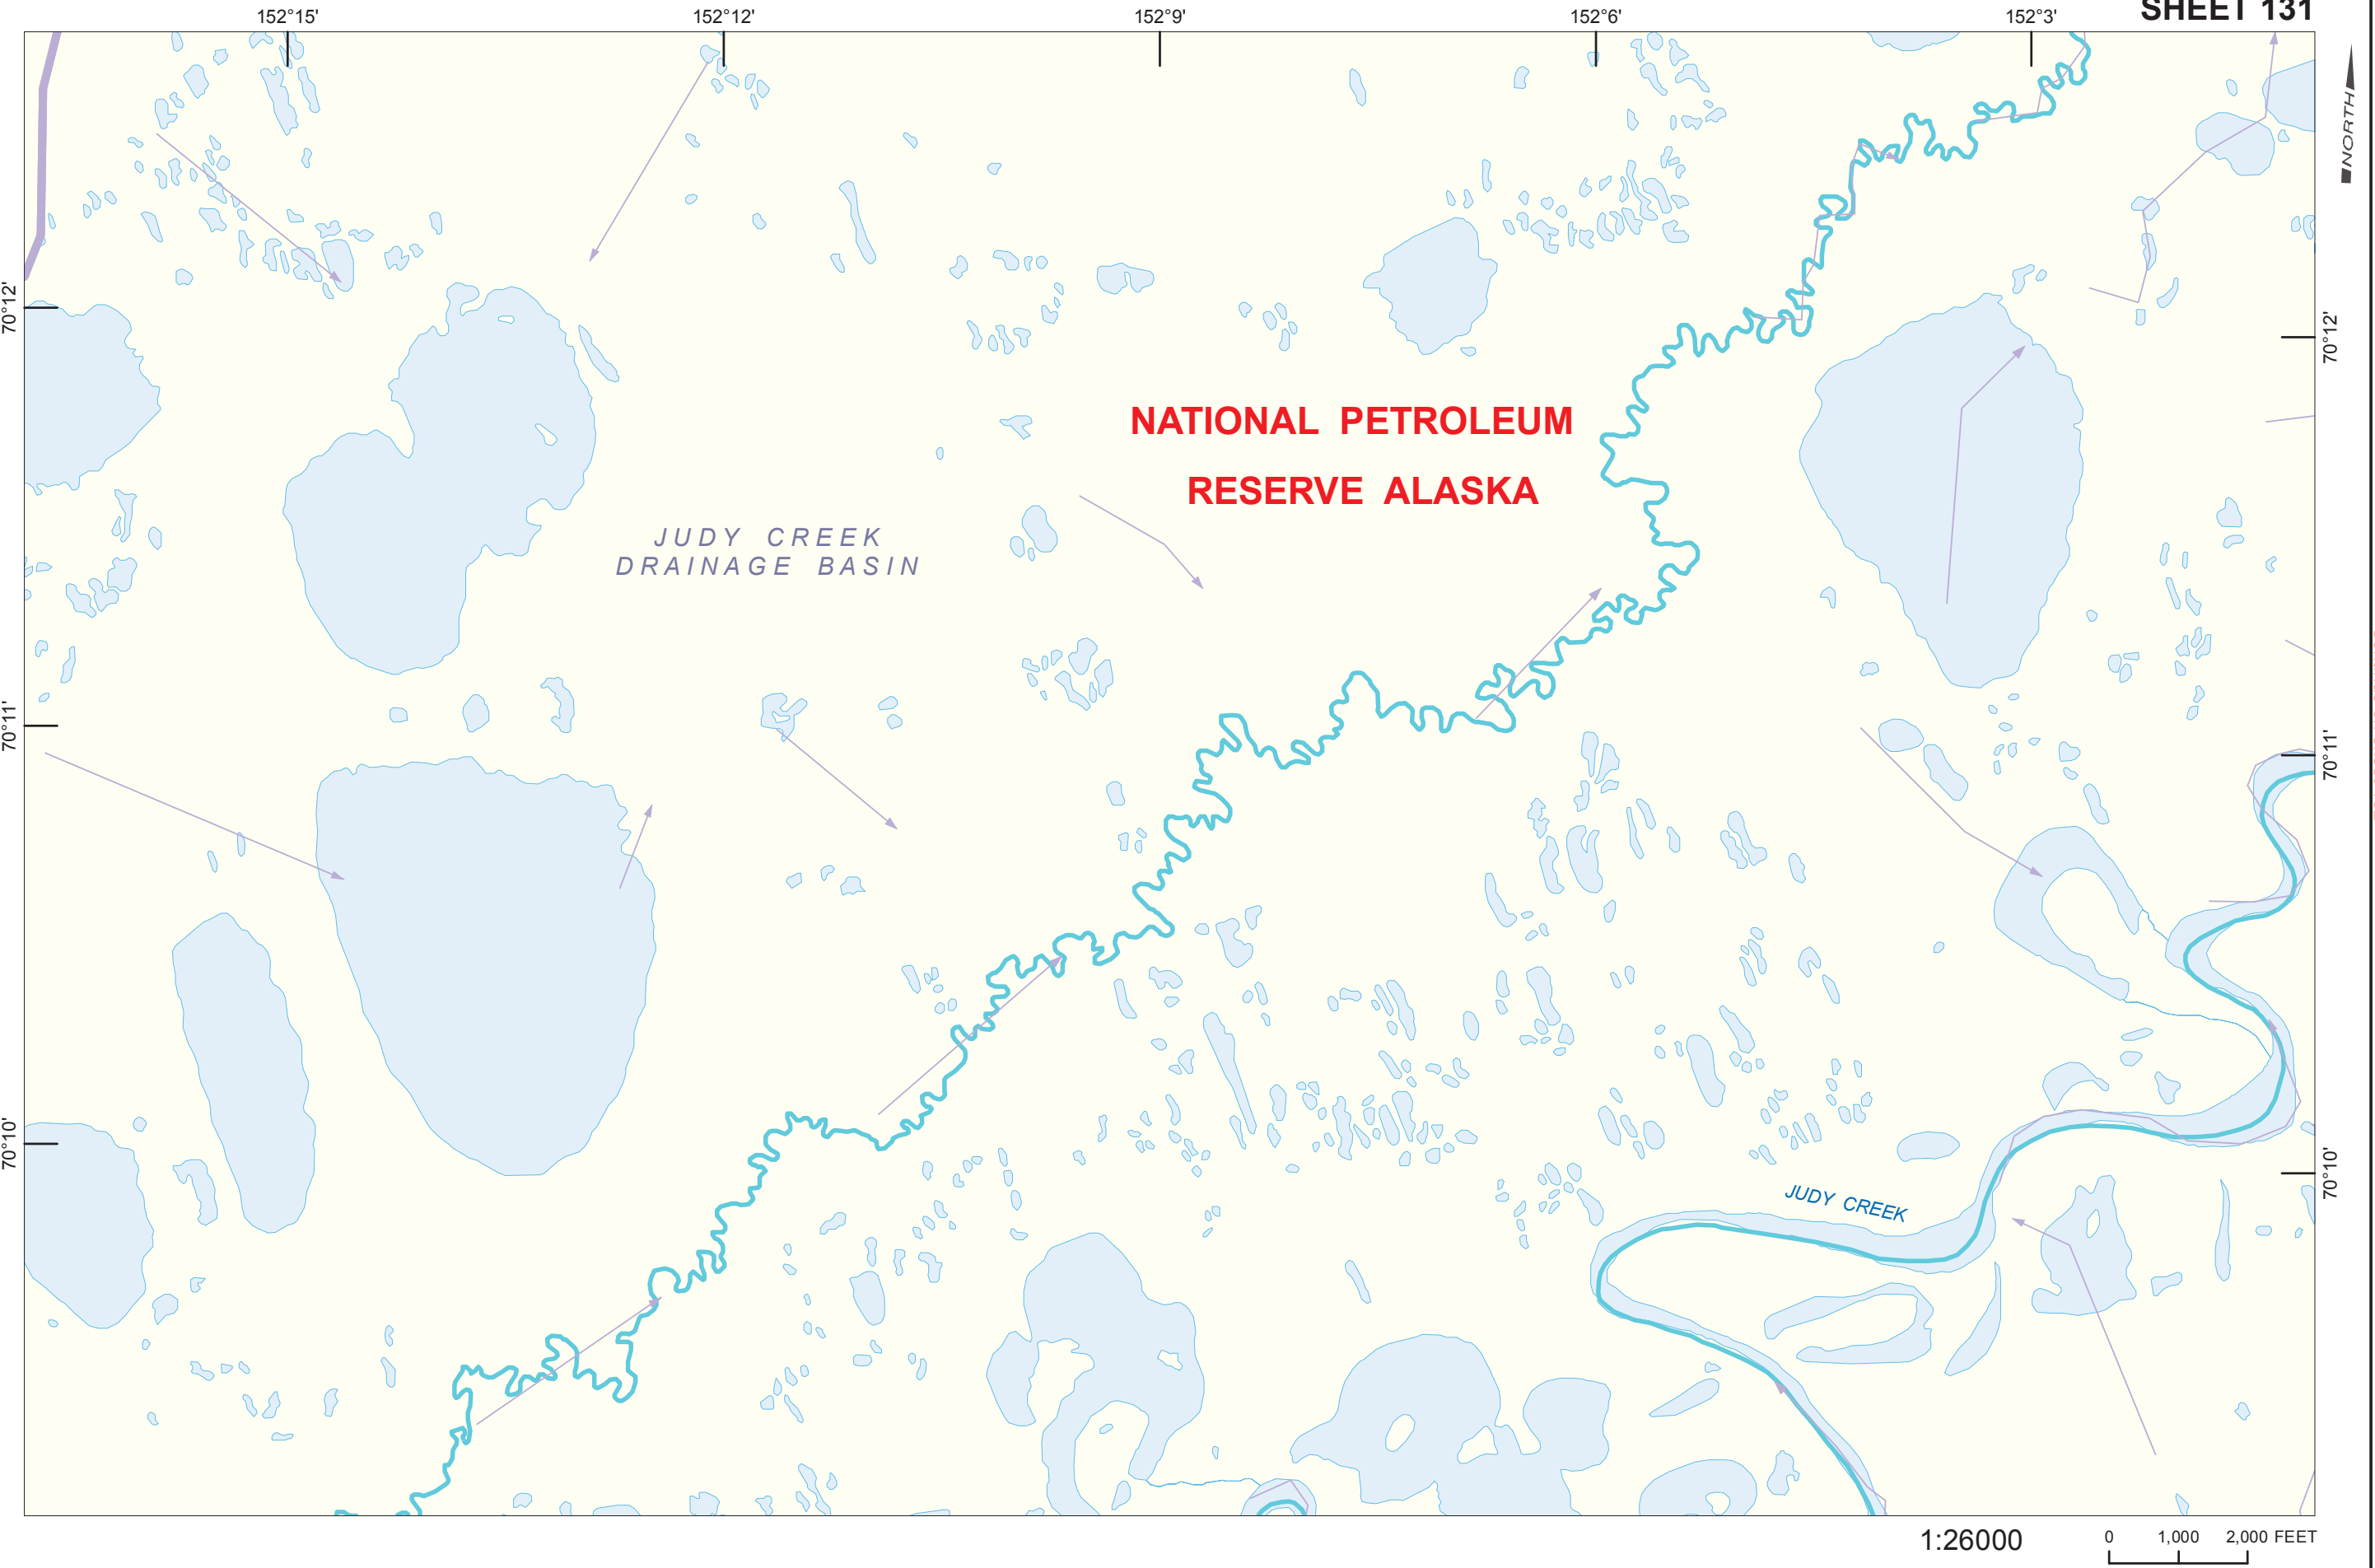 SHEET 131
152°15' 152°12' 152°9' 152°6' 152°3'
NORTH
70°12' 70°12'
NATIONAL PETROLEUM
RESERVE ALASKA
JUDY CREEK
DRAINAGE BASIN
70°11' 70°11'
70°10' 70°10'
JUDY CREEK
1:26000
0 1,000 2,000 FEET